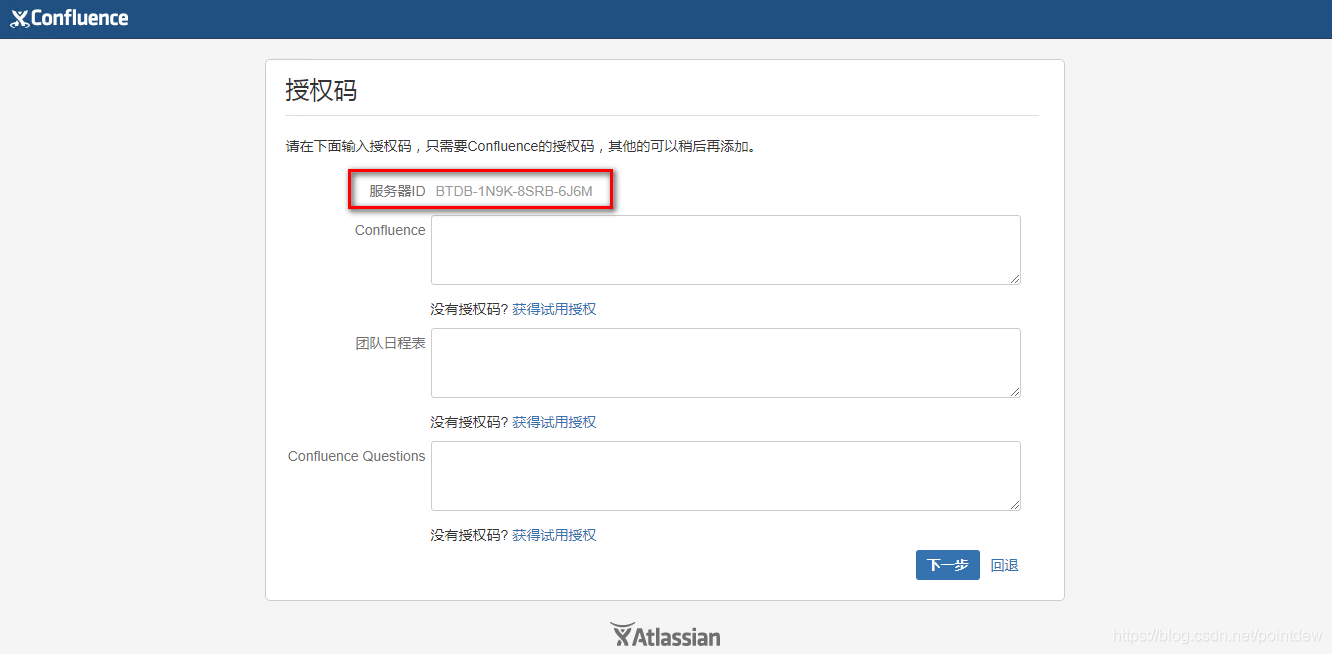 Confluence
授权码
请在下面输入授权码，只需要Confluence的授权码，其他的可以稍后再添加。
服务器ID BTDB-1N9K-8SRB-6J6M
Confluence
没有授权码? 获得试用授权
团队日程表
没有授权码? 获得试用授权
Confluence Questions
没有授权码? 获得试用授权
下一步 回退
Atlassian
https://blog.csdn.net/pointdew